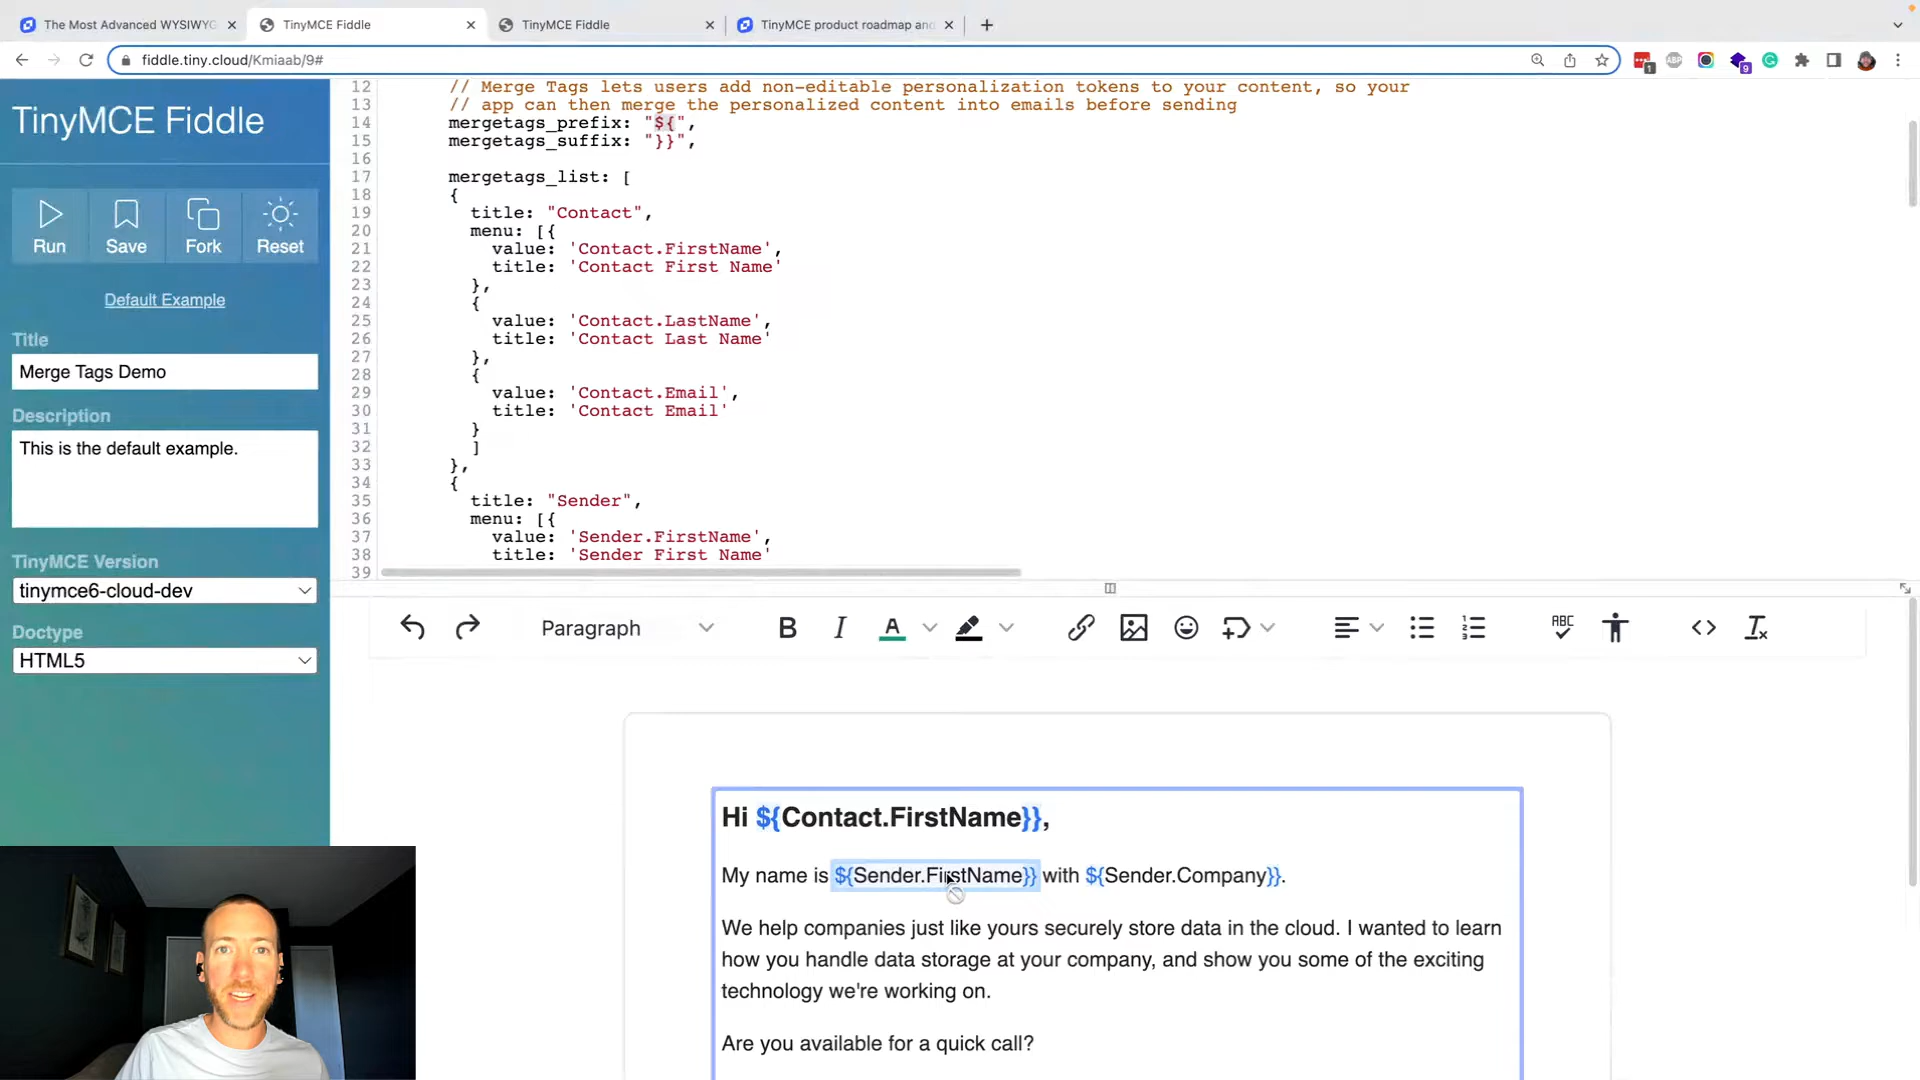 The Most Advanced WYSIWYG
TinyMCE Fiddle
TinyMCE Fiddle
TinyMCE product roadmap and
fiddle.tiny.cloud/Kmiaab/9#
1
ABP
9
TinyMCE Fiddle
Run
Save
Fork
Reset
Default Example
Title
Merge Tags Demo
Description
This is the default example.
TinyMCE Version
tinymce6-cloud-dev
Doctype
HTML5
12 // Merge Tags lets users add non-editable personalization tokens to your content, so your
13 // app can then merge the personalized content into emails before sending
14 mergetags_prefix: "${",
15 mergetags_suffix: "}}",
16
17 mergetags_list: [
18 {
19 title: "Contact",
20 menu: [{
21 value: 'Contact.FirstName',
22 title: 'Contact First Name'
23 },
24 {
25 value: 'Contact.LastName',
26 title: 'Contact Last Name'
27 },
28 {
29 value: 'Contact.Email',
30 title: 'Contact Email'
31 }
32 ]
33 },
34 {
35 title: "Sender",
36 menu: [{
37 value: 'Sender.FirstName',
38 title: 'Sender First Name'
39
Paragraph
B
I
A
ABC
Hi ${Contact.FirstName}},
My name is ${Sender.FirstName}} with ${Sender.Company}}.
We help companies just like yours securely store data in the cloud. I wanted to learn
how you handle data storage at your company, and show you some of the exciting
technology we're working on.
Are you available for a quick call?